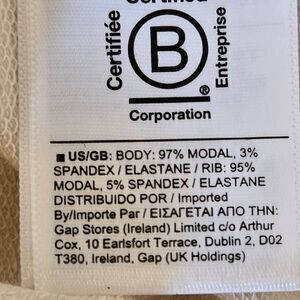 Certified
Certifiée
B
®
Entreprise
Corporation
■ US/GB: BODY: 97% MODAL, 3%
SPANDEX / ELASTANE / RIB: 95%
MODAL, 5% SPANDEX / ELASTANE
DISTRIBUIDO POR / Imported
By/Importe Par / ΕΙΣΑΓΕΤΑΙ ΑΠΟ ΤΗΝ:
Gap Stores (Ireland) Limited c/o Arthur
Cox, 10 Earlsfort Terrace, Dublin 2, D02
T380, Ireland, Gap (UK Holdings)